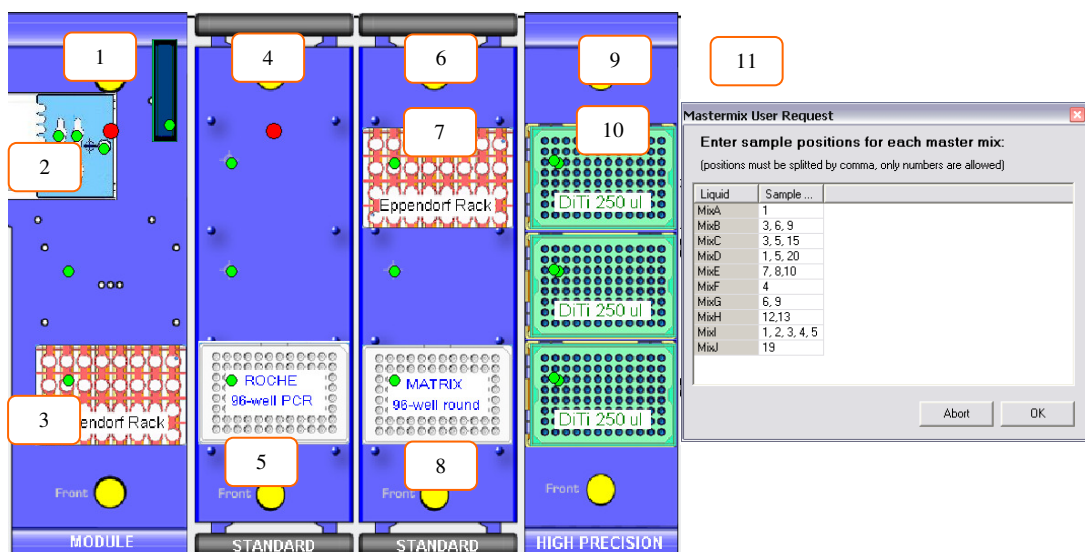 1
2
3
endorf Rack
Front
MODULE
4
ROCHE
96-well PCR
5
Front
STANDARD
6
7
Eppendorf Rack
MATRIX
96-well round
8
Front
STANDARD
9
10
DiTi 250 ul
DiTi 250 ul
DiTi 250 ul
Front
HIGH PRECISION
11
Mastermix User Request
Enter sample positions for each master mix:
(positions must be splitted by comma, only numbers are allowed)
Liquid Sample ...
MixA 1
MixB 3, 6, 9
MixC 3, 5, 15
MixD 1, 5, 20
MixE 7, 8,10
MixF 4
MixG 6, 9
MixH 12,13
MixI 1, 2, 3, 4, 5
MixJ 19
Abort OK